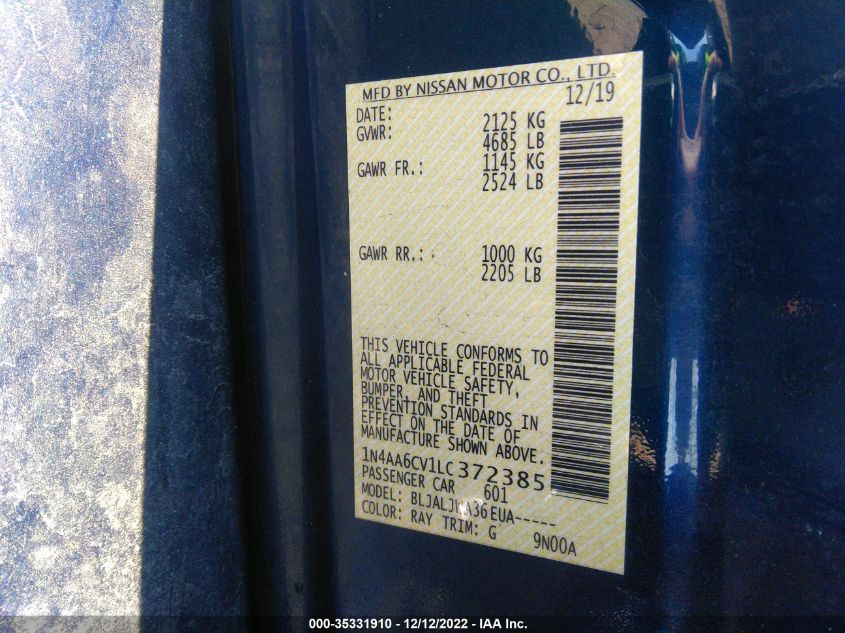 MFD BY NISSAN MOTOR CO., LTD.
DATE: 12/19
GVWR: 2125 KG
4685 LB
GAWR FR.: 1145 KG
2524 LB
GAWR RR.: 1000 KG
2205 LB
THIS VEHICLE CONFORMS TO
ALL APPLICABLE FEDERAL
MOTOR VEHICLE SAFETY,
BUMPER, AND THEFT
PREVENTION STANDARDS IN
EFFECT ON THE DATE OF
MANUFACTURE SHOWN ABOVE.
1N4AA6CV1LC372385
PASSENGER CAR 601
MODEL:
COLOR: RAY TRIM: G 9N00A
000-35331910 - 12/12/2022 - IAA Inc.